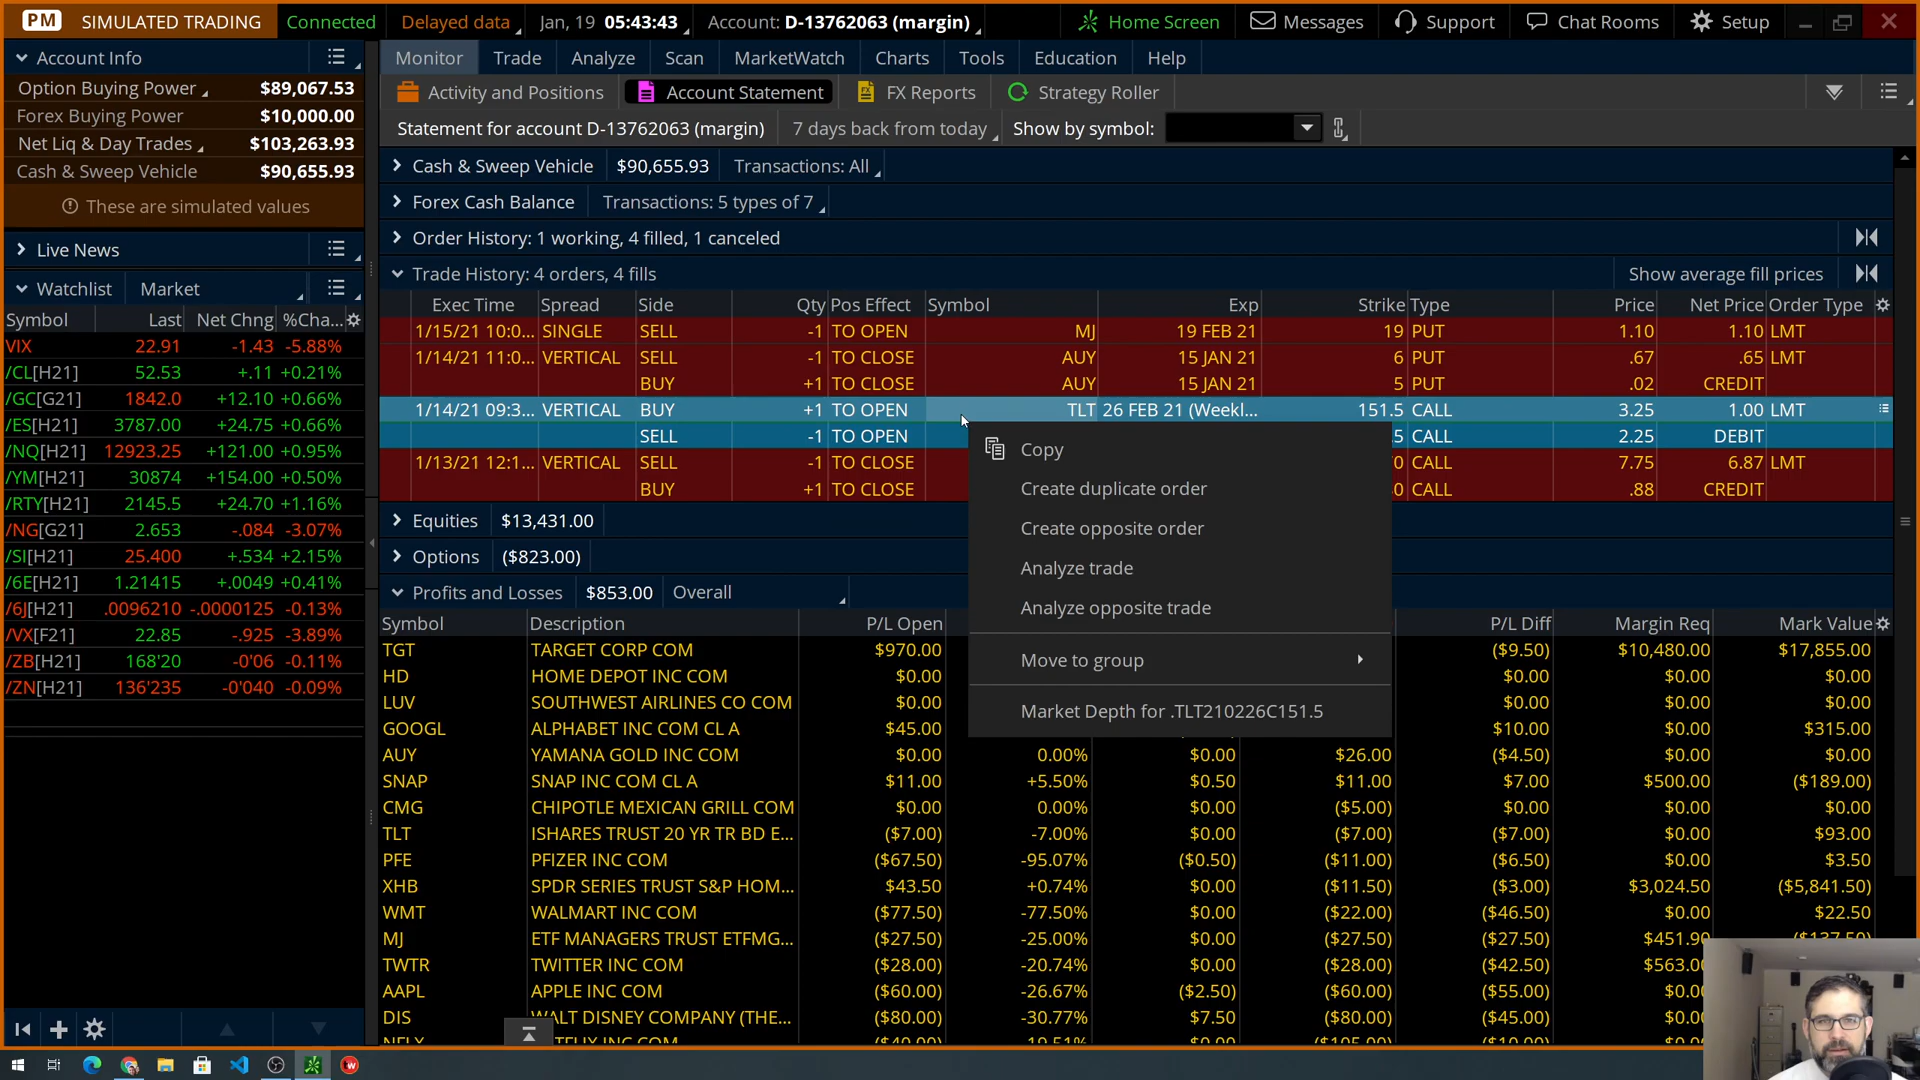 PM SIMULATED TRADING Connected Delayed data Jan, 19 05:43:43 Account: D-13762063 (margin) Home Screen Messages Support Chat Rooms Setup
Account Info
Option Buying Power $89,067.53
Forex Buying Power $10,000.00
Net Liq & Day Trades $103,263.93
Cash & Sweep Vehicle $90,655.93
These are simulated values
Live News
Watchlist Market
Symbol Last Net Chng %Cha...
VIX 22.91 -1.43 -5.88%
/CL[H21] 52.53 +.11 +0.21%
/GC[G21] 1842.0 +12.10 +0.66%
/ES[H21] 3787.00 +24.75 +0.66%
/NQ[H21] 12923.25 +121.00 +0.95%
/YM[H21] 30874 +154.00 +0.50%
/RTY[H21] 2145.5 +24.70 +1.16%
/NG[G21] 2.653 -.084 -3.07%
/SI[H21] 25.400 +.534 +2.15%
/6E[H21] 1.21415 +.0049 +0.41%
/6J[H21] .0096210 -.0000125 -0.13%
/VX[F21] 22.85 -.925 -3.89%
/ZB[H21] 168'20 -0'06 -0.11%
/ZN[H21] 136'235 -0'040 -0.09%
Monitor Trade Analyze Scan MarketWatch Charts Tools Education Help
Activity and Positions Account Statement FX Reports Strategy Roller
Statement for account D-13762063 (margin) 7 days back from today Show by symbol:
Cash & Sweep Vehicle $90,655.93 Transactions: All
Forex Cash Balance Transactions: 5 types of 7
Order History: 1 working, 4 filled, 1 canceled
Trade History: 4 orders, 4 fills Show average fill prices
Exec Time Spread Side Qty Pos Effect Symbol Exp Strike Type Price Net Price Order Type
1/15/21 10:0... SINGLE SELL -1 TO OPEN MJ 19 FEB 21 19 PUT 1.10 1.10 LMT
1/14/21 11:0... VERTICAL SELL -1 TO CLOSE AUY 15 JAN 21 6 PUT .67 .65 LMT
BUY +1 TO CLOSE AUY 15 JAN 21 5 PUT .02 CREDIT
1/14/21 09:3... VERTICAL BUY +1 TO OPEN TLT 26 FEB 21 (Weekl... 151.5 CALL 3.25 1.00 LMT
SELL -1 TO OPEN 5 CALL 2.25 DEBIT
1/13/21 12:1... VERTICAL SELL -1 TO CLOSE 0 CALL 7.75 6.87 LMT
BUY +1 TO CLOSE 0 CALL .88 CREDIT
Copy
Create duplicate order
Create opposite order
Analyze trade
Analyze opposite trade
Move to group
Market Depth for .TLT210226C151.5
Equities $13,431.00
Options ($823.00)
Profits and Losses $853.00 Overall
Symbol Description P/L Open P/L Diff Margin Req Mark Value
TGT TARGET CORP COM $970.00 ($9.50) $10,480.00 $17,855.00
HD HOME DEPOT INC COM $0.00 $0.00 $0.00 $0.00
LUV SOUTHWEST AIRLINES CO COM $0.00 $0.00 $0.00 $0.00
GOOGL ALPHABET INC COM CL A $45.00 $10.00 $0.00 $315.00
AUY YAMANA GOLD INC COM $0.00 0.00% $0.00 $26.00 ($4.50) $0.00 $0.00
SNAP SNAP INC COM CL A $11.00 +5.50% $0.50 $11.00 $7.00 $500.00 ($189.00)
CMG CHIPOTLE MEXICAN GRILL COM $0.00 0.00% $0.00 ($5.00) $0.00 $0.00 $0.00
TLT ISHARES TRUST 20 YR TR BD E... ($7.00) -7.00% $0.00 ($7.00) ($7.00) $0.00 $93.00
PFE PFIZER INC COM ($67.50) -95.07% ($0.50) ($11.00) ($6.50) $0.00 $3.50
XHB SPDR SERIES TRUST S&P HOM... $43.50 +0.74% $0.00 ($11.50) ($3.00) $3,024.50 ($5,841.50)
WMT WALMART INC COM ($77.50) -77.50% $0.00 ($22.00) ($46.50) $0.00 $22.50
MJ ETF MANAGERS TRUST ETFMG... ($27.50) -25.00% $0.00 ($27.50) ($27.50) $451.90 ($137.50)
TWTR TWITTER INC COM ($28.00) -20.74% $0.00 ($28.00) ($42.50) $563.0
AAPL APPLE INC COM ($60.00) -26.67% ($2.50) ($60.00) ($55.00) $0.0
DIS WALT DISNEY COMPANY (THE... ($80.00) -30.77% $7.50 ($80.00) ($45.00) $0.0